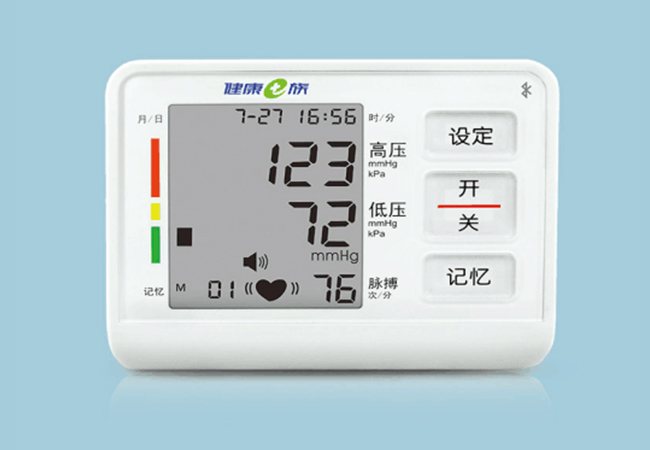 健康e族
月/日 7-27 16:56 时/分
123 高压
mmHg
kPa
72 低压
mmHg
kPa
mmHg
记忆 M 01 76 脉搏
次/分
设定
开
关
记忆